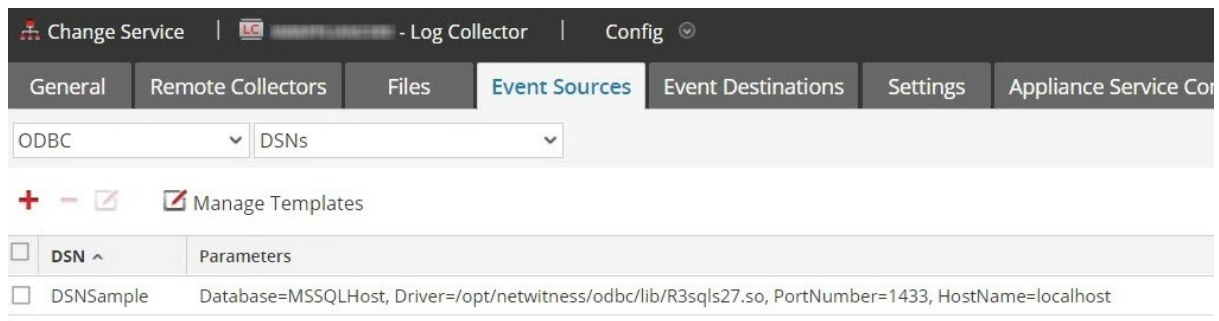 Change Service | LC - Log Collector | Config
General Remote Collectors Files Event Sources Event Destinations Settings Appliance Service Co
ODBC DSNs
Manage Templates
DSN Parameters
DSNSample Database=MSSQLHost, Driver=/opt/netwitness/odbc/lib/R3sqls27.so, PortNumber=1433, HostName=localhost